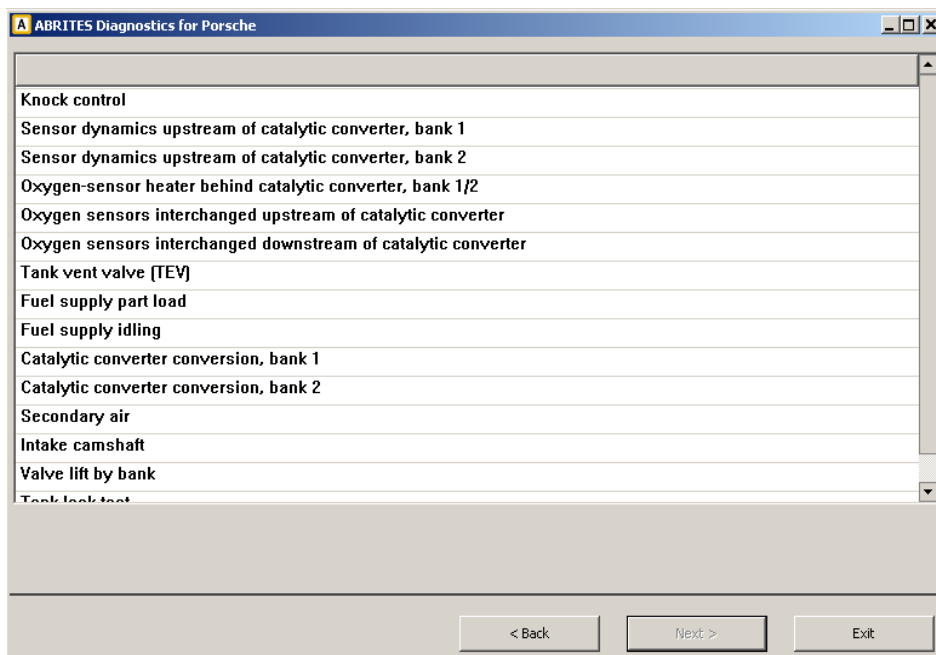 A ABRITES Diagnostics for Porsche
Knock control
Sensor dynamics upstream of catalytic converter, bank 1
Sensor dynamics upstream of catalytic converter, bank 2
Oxygen-sensor heater behind catalytic converter, bank 1/2
Oxygen sensors interchanged upstream of catalytic converter
Oxygen sensors interchanged downstream of catalytic converter
Tank vent valve (TEV)
Fuel supply part load
Fuel supply idling
Catalytic converter conversion, bank 1
Catalytic converter conversion, bank 2
Secondary air
Intake camshaft
Valve lift by bank
Tank leak test
< Back Next > Exit